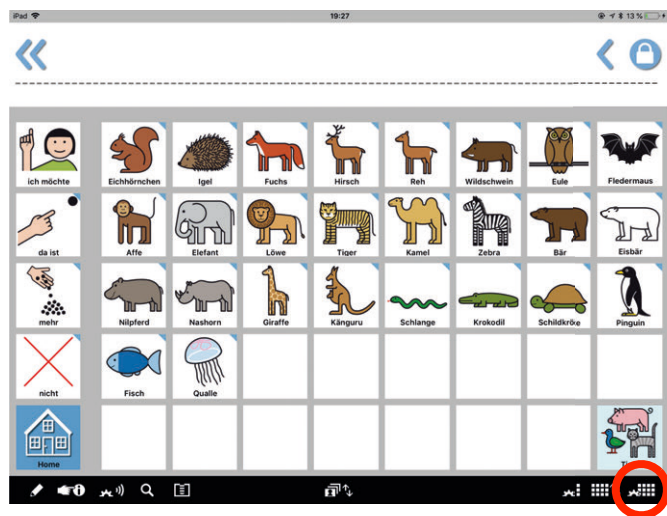 iPad 19:27 13 %
ich möchte Eichhörnchen Igel Fuchs Hirsch Reh Wildschwein Eule Fledermaus
da ist Affe Elefant Löwe Tiger Kamel Zebra Bär Eisbär
mehr Nilpferd Nashorn Giraffe Känguru Schlange Krokodil Schildkröte Pinguin
nicht Fisch Qualle
Home